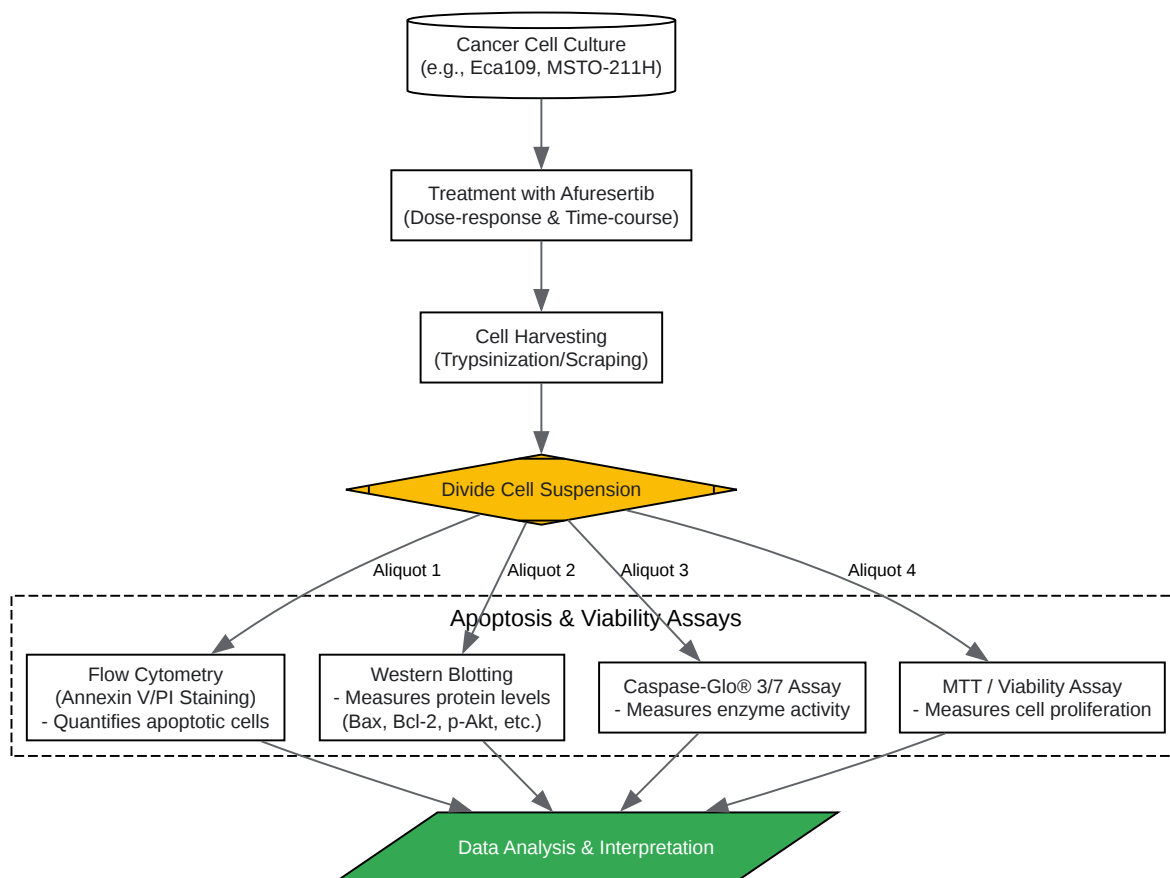 Cancer Cell Culture
(e.g., Eca109, MSTO-211H)
Treatment with Afuresertib
(Dose-response & Time-course)
Cell Harvesting
(Trypsinization/Scraping)
Divide Cell Suspension
Aliquot 1
Aliquot 2
Aliquot 3
Aliquot 4
Apoptosis & Viability Assays
Flow Cytometry
(Annexin V/PI Staining)
- Quantifies apoptotic cells
Western Blotting
- Measures protein levels
(Bax, Bcl-2, p-Akt, etc.)
Caspase-Glo® 3/7 Assay
- Measures enzyme activity
MTT / Viability Assay
- Measures cell proliferation
Data Analysis & Interpretation